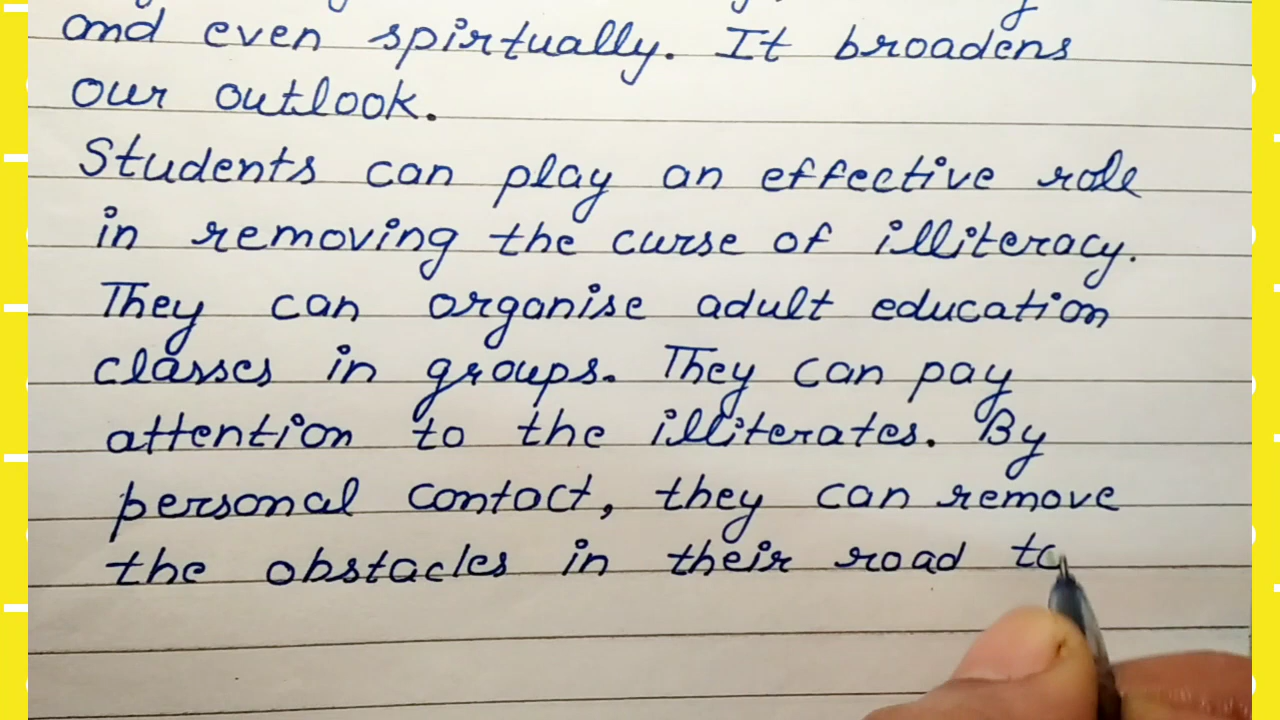 and even spirtually. It broadens
our outlook.
Students can play an effective role
in removing the curse of illiteracy.
They can organise adult education
classes in groups. They can pay
attention to the illiterates. By
personal contact, they can remove
the obstacles in their road to